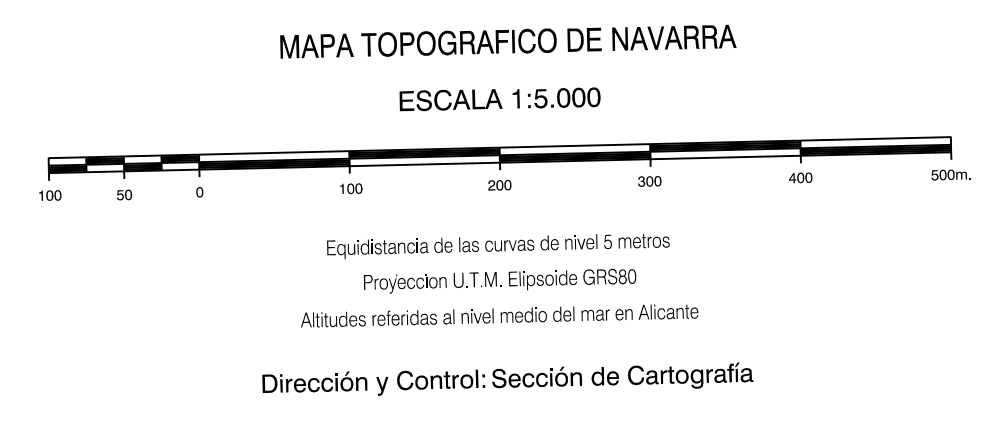 MAPA TOPOGRAFICO DE NAVARRA
ESCALA 1:5.000
100 50 0 100 200 300 400 500m.
Equidistancia de las curvas de nivel 5 metros
Proyeccion U.T.M. Elipsoide GRS80
Altitudes referidas al nivel medio del mar en Alicante
Dirección y Control: Sección de Cartografía